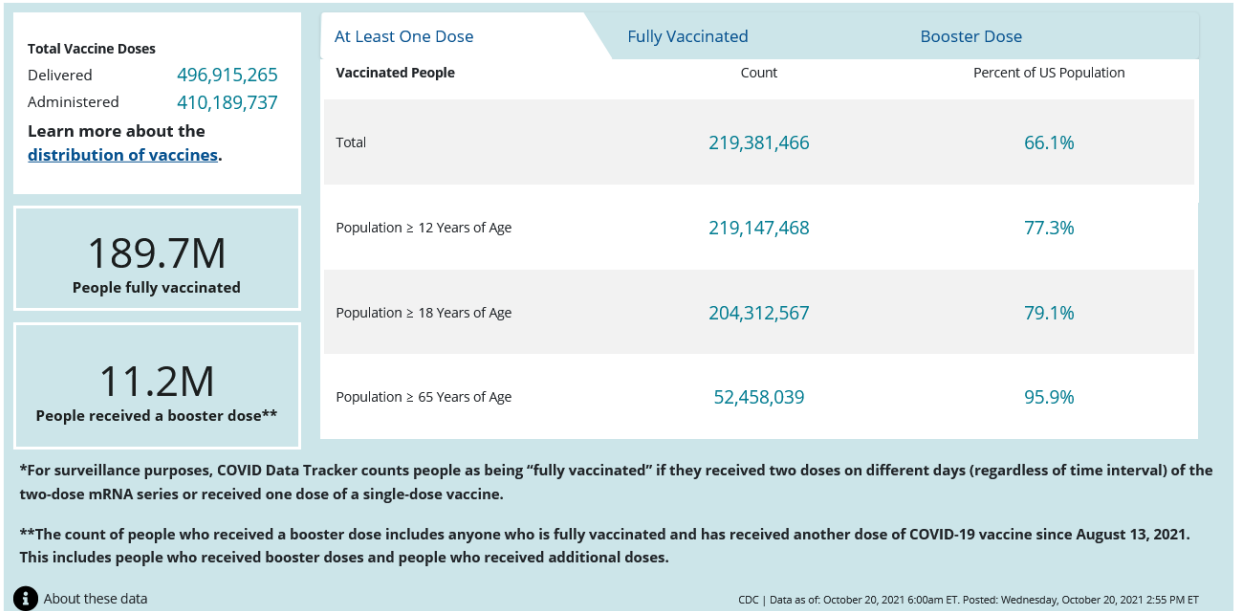 Total Vaccine Doses
Delivered 496,915,265
Administered 410,189,737
Learn more about the
distribution of vaccines.
189.7M
People fully vaccinated
11.2M
People received a booster dose**
At Least One Dose Fully Vaccinated Booster Dose
Vaccinated People Count Percent of US Population
Total 219,381,466 66.1%
Population ≥ 12 Years of Age 219,147,468 77.3%
Population ≥ 18 Years of Age 204,312,567 79.1%
Population ≥ 65 Years of Age 52,458,039 95.9%
*For surveillance purposes, COVID Data Tracker counts people as being “fully vaccinated” if they received two doses on different days (regardless of time interval) of the
two-dose mRNA series or received one dose of a single-dose vaccine.
**The count of people who received a booster dose includes anyone who is fully vaccinated and has received another dose of COVID-19 vaccine since August 13, 2021.
This includes people who received booster doses and people who received additional doses.
i About these data
CDC | Data as of: October 20, 2021 6:00am ET. Posted: Wednesday, October 20, 2021 2:55 PM ET